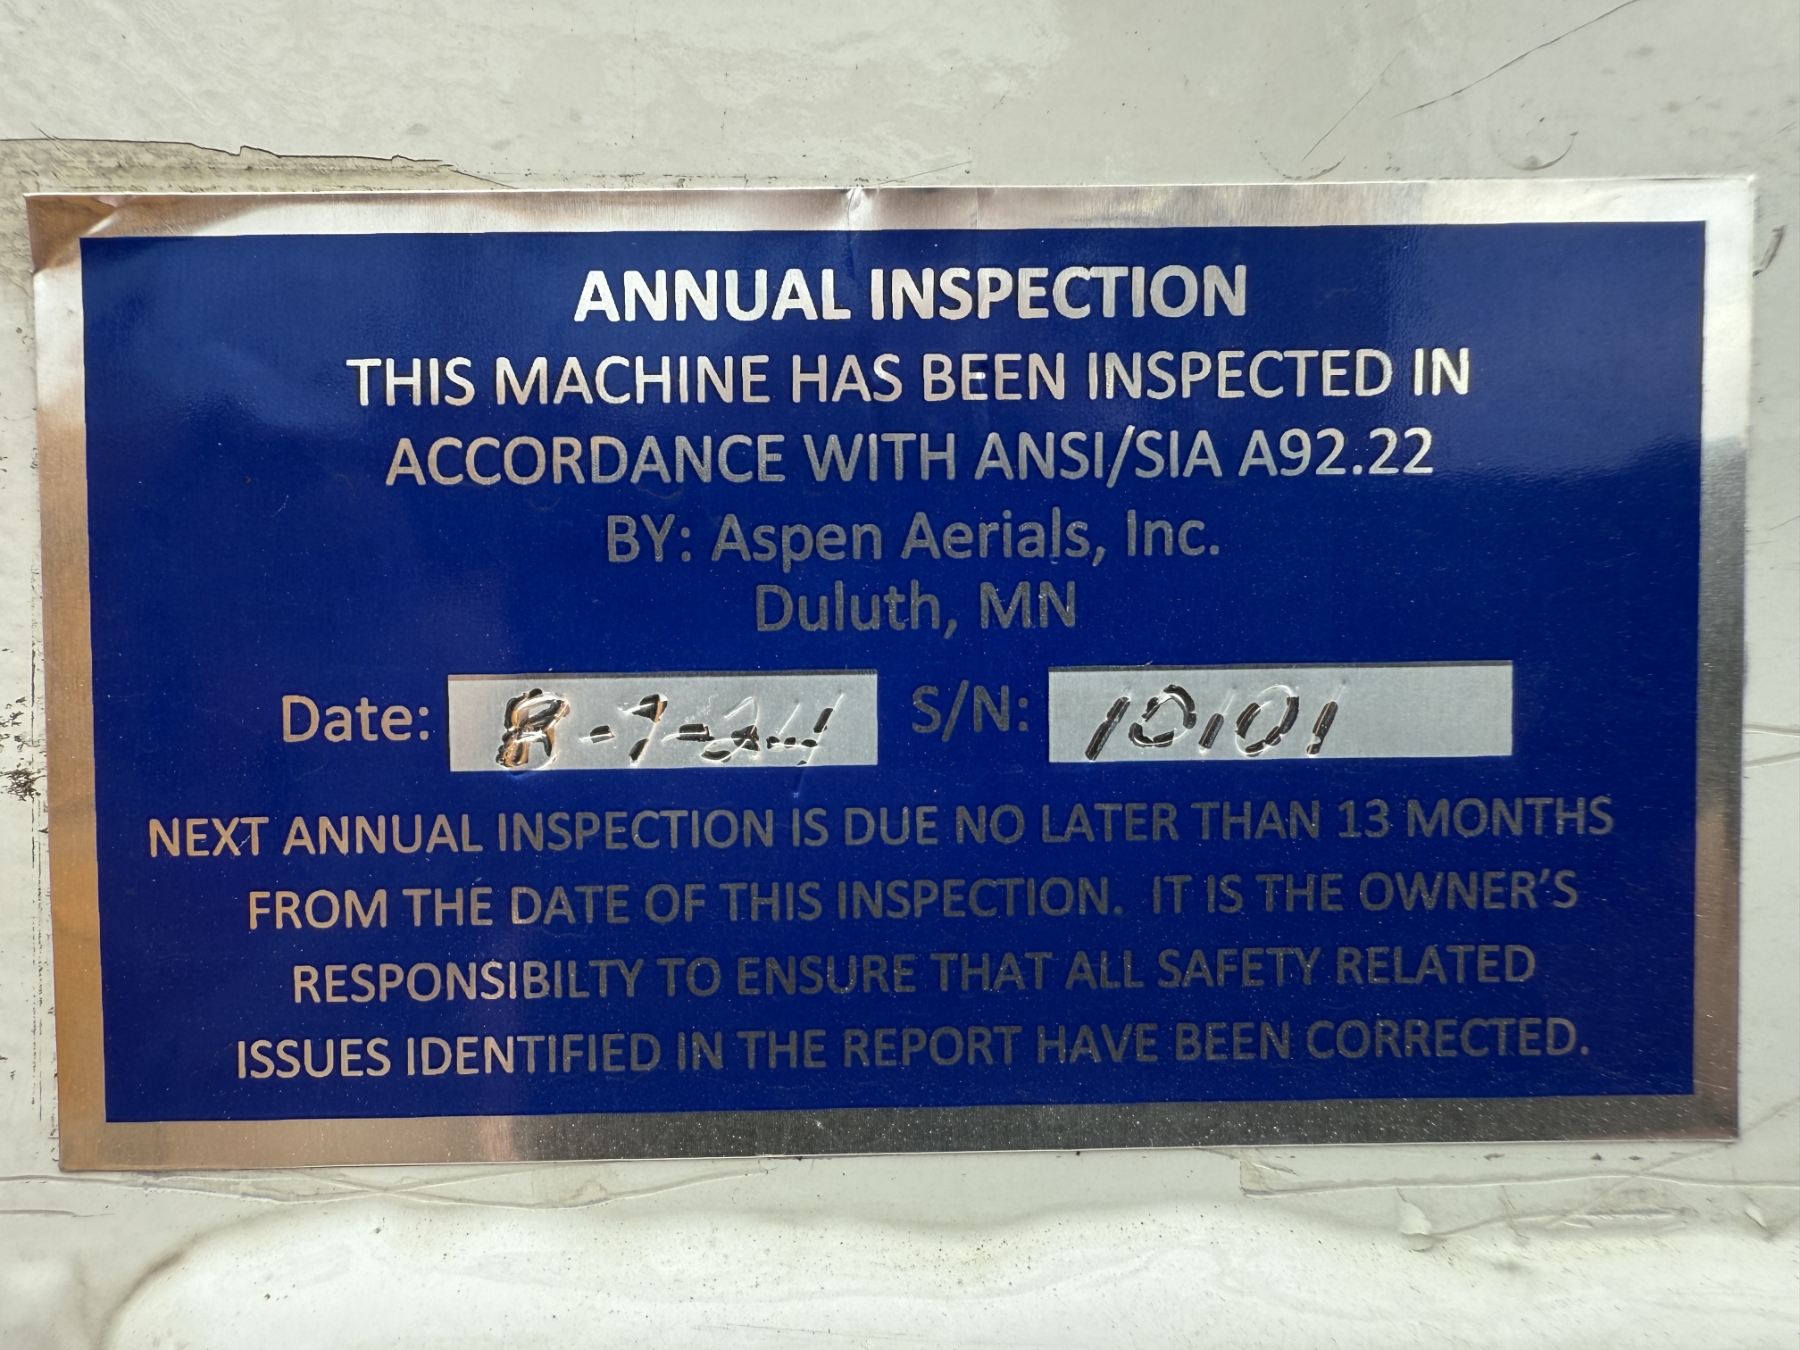 ANNUAL INSPECTION
THIS MACHINE HAS BEEN INSPECTED IN
ACCORDANCE WITH ANSI/SIA A92.22
BY: Aspen Aerials, Inc.
Duluth, MN
Date: 8-7-24 S/N: 10101
NEXT ANNUAL INSPECTION IS DUE NO LATER THAN 13 MONTHS
FROM THE DATE OF THIS INSPECTION. IT IS THE OWNER'S
RESPONSIBILTY TO ENSURE THAT ALL SAFETY RELATED
ISSUES IDENTIFIED IN THE REPORT HAVE BEEN CORRECTED.